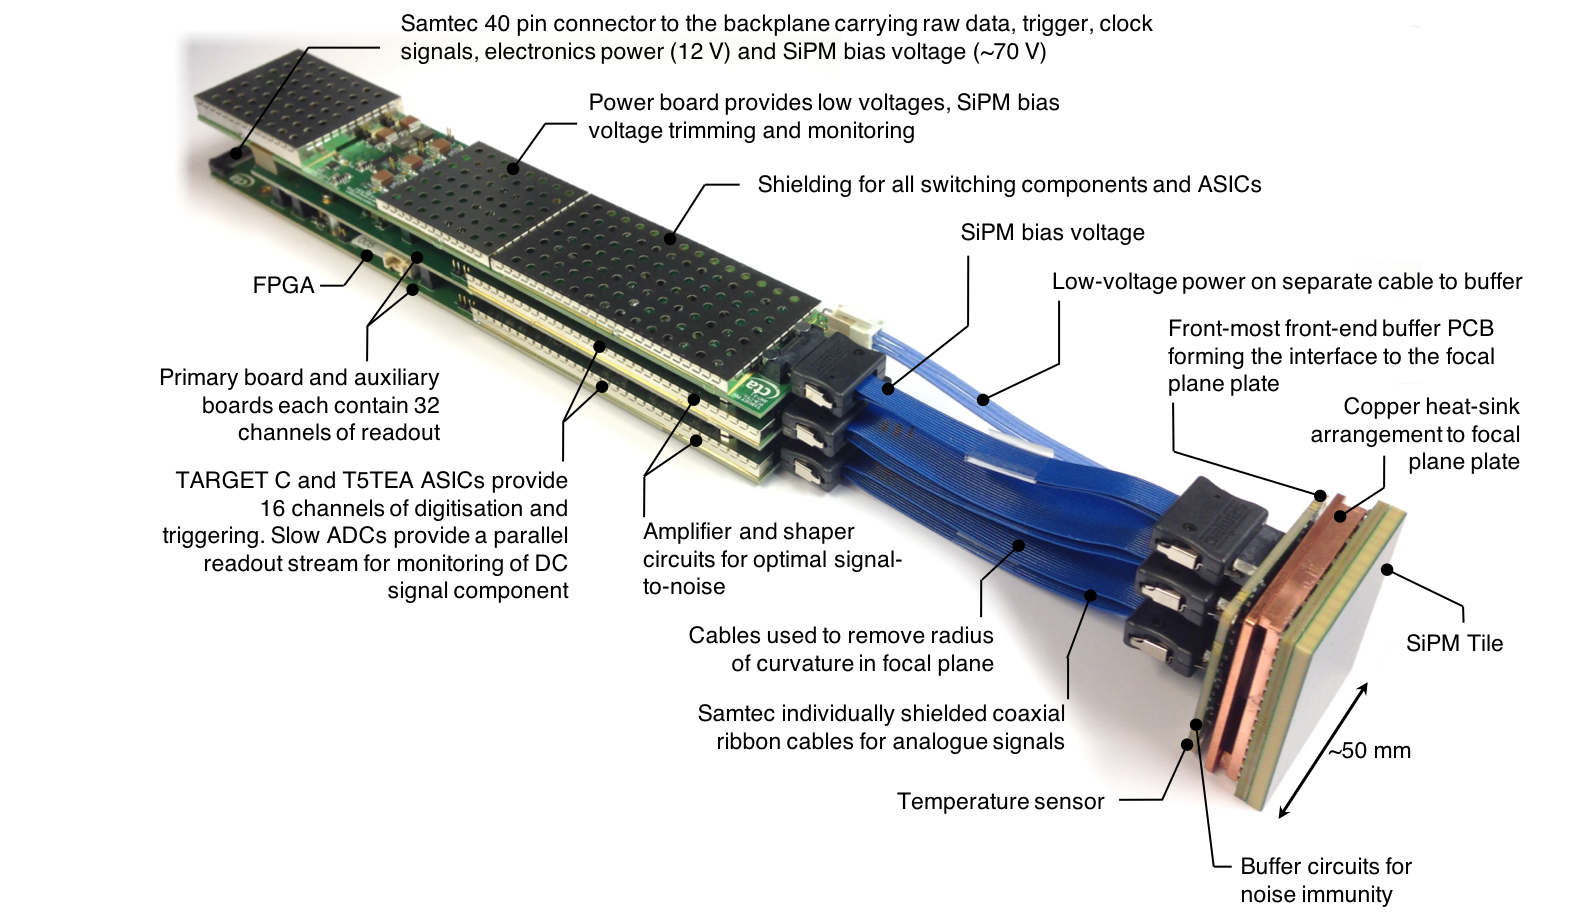 Samtec 40 pin connector to the backplane carrying raw data, trigger, clock
signals, electronics power (12 V) and SiPM bias voltage (~70 V)
Power board provides low voltages, SiPM bias
voltage trimming and monitoring
Shielding for all switching components and ASICs
SiPM bias voltage
Low-voltage power on separate cable to buffer
FPGA
Front-most front-end buffer PCB
forming the interface to the focal
plane plate
Primary board and auxiliary
boards each contain 32
channels of readout
Copper heat-sink
arrangement to focal
plane plate
cta
TARGET C and T5TEA ASICs provide
16 channels of digitisation and
triggering. Slow ADCs provide a parallel
readout stream for monitoring of DC
signal component
Amplifier and shaper
circuits for optimal signal-
to-noise
Cables used to remove radius
of curvature in focal plane
SiPM Tile
Samtec individually shielded coaxial
ribbon cables for analogue signals
~50 mm
Temperature sensor
Buffer circuits for
noise immunity